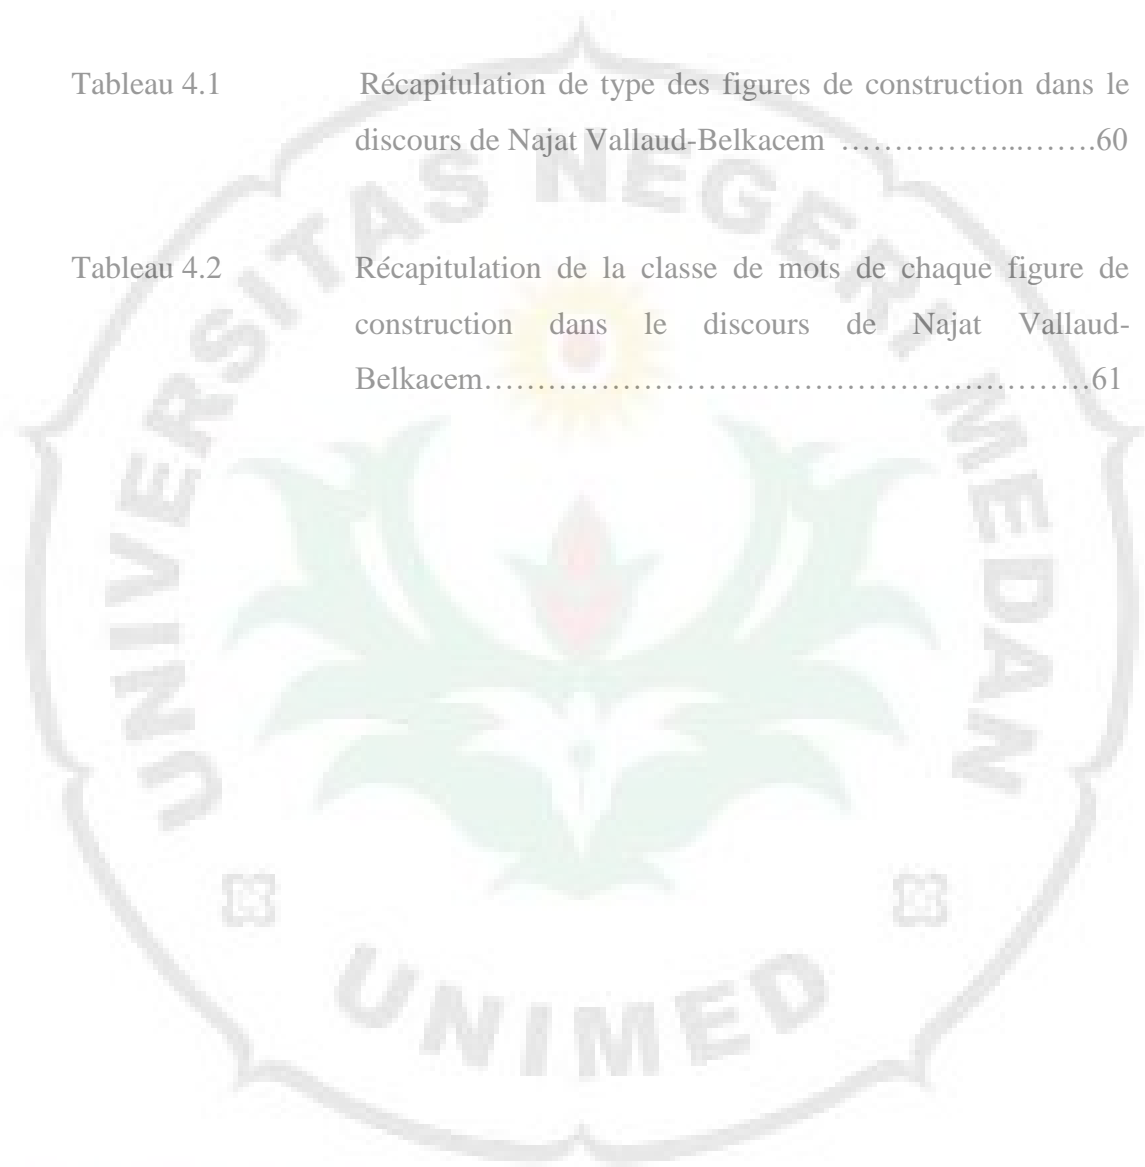 Tableau 4.1 Récapitulation de type des figures de construction dans le
discours de Najat Vallaud-Belkacem ……………...…….60
Tableau 4.2 Récapitulation de la classe de mots de chaque figure de
construction dans le discours de Najat Vallaud-
Belkacem…………………………………………………61
UNIVERSITAS NEGERI MEDAN
UNIMED